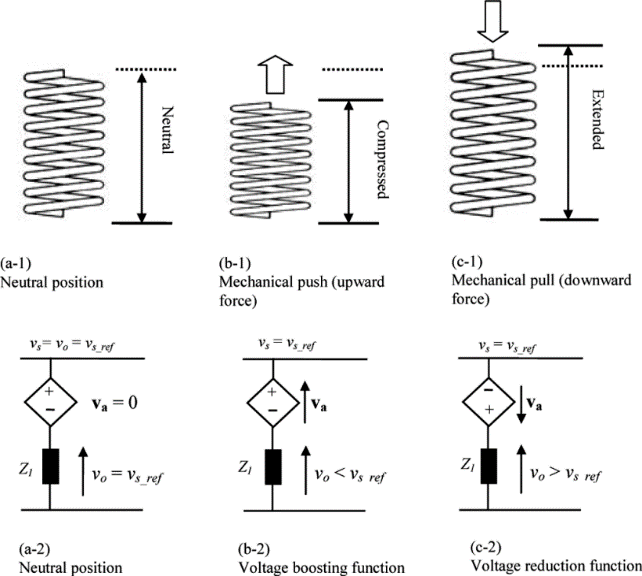 Neutral
Compressed
Extended
(a-1)
Neutral position
(b-1)
Mechanical push (upward
force)
(c-1)
Mechanical pull (downward
force)
vs= vo = vs_ref
+
−
va = 0
Z1
vo = vs_ref
(a-2)
Neutral position
vs = vs_ref
+
−
va
Z1
vo < vs_ref
(b-2)
Voltage boosting function
vs = vs_ref
−
+
va
Z1
vo > vs_ref
(c-2)
Voltage reduction function